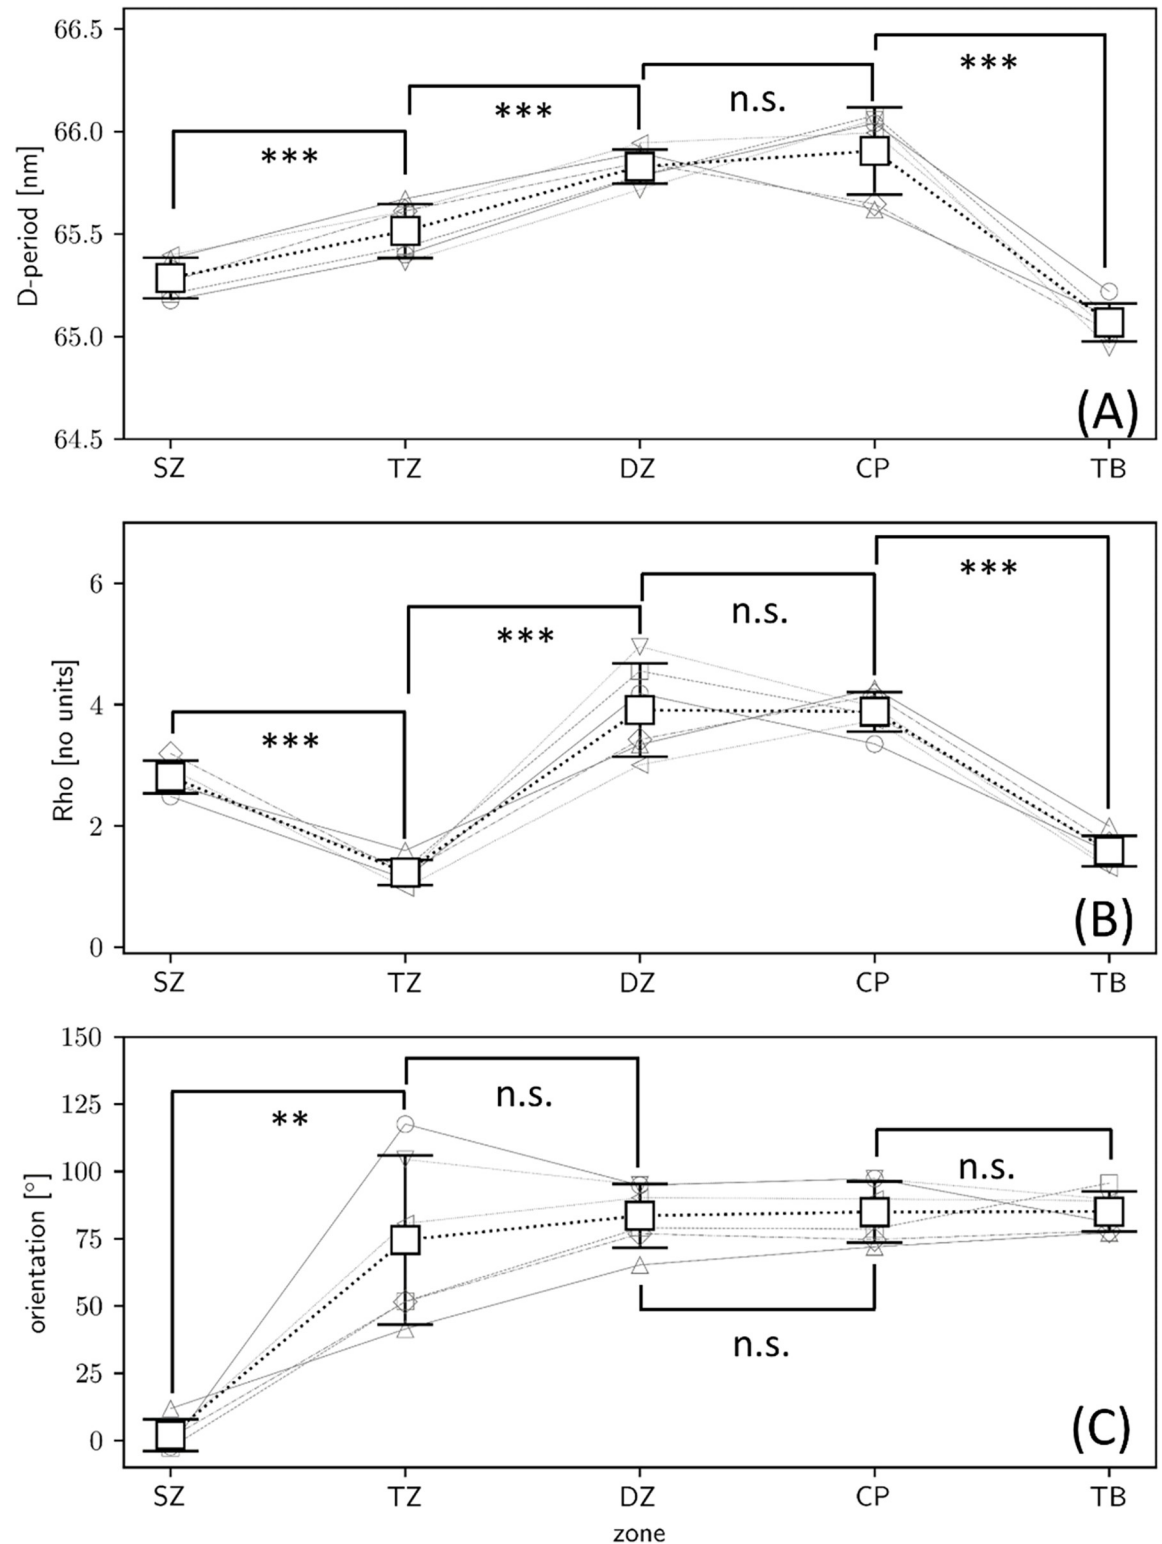 66.5
66.0
65.5
65.0
64.5
D-period [nm]
***
***
n.s.
***
(A)
SZ TZ DZ CP TB
6
4
2
0
Rho [no units]
***
***
n.s.
***
(B)
SZ TZ DZ CP TB
150
125
100
75
50
25
0
orientation [°]
**
n.s.
n.s.
n.s.
(C)
SZ TZ DZ CP TB
zone